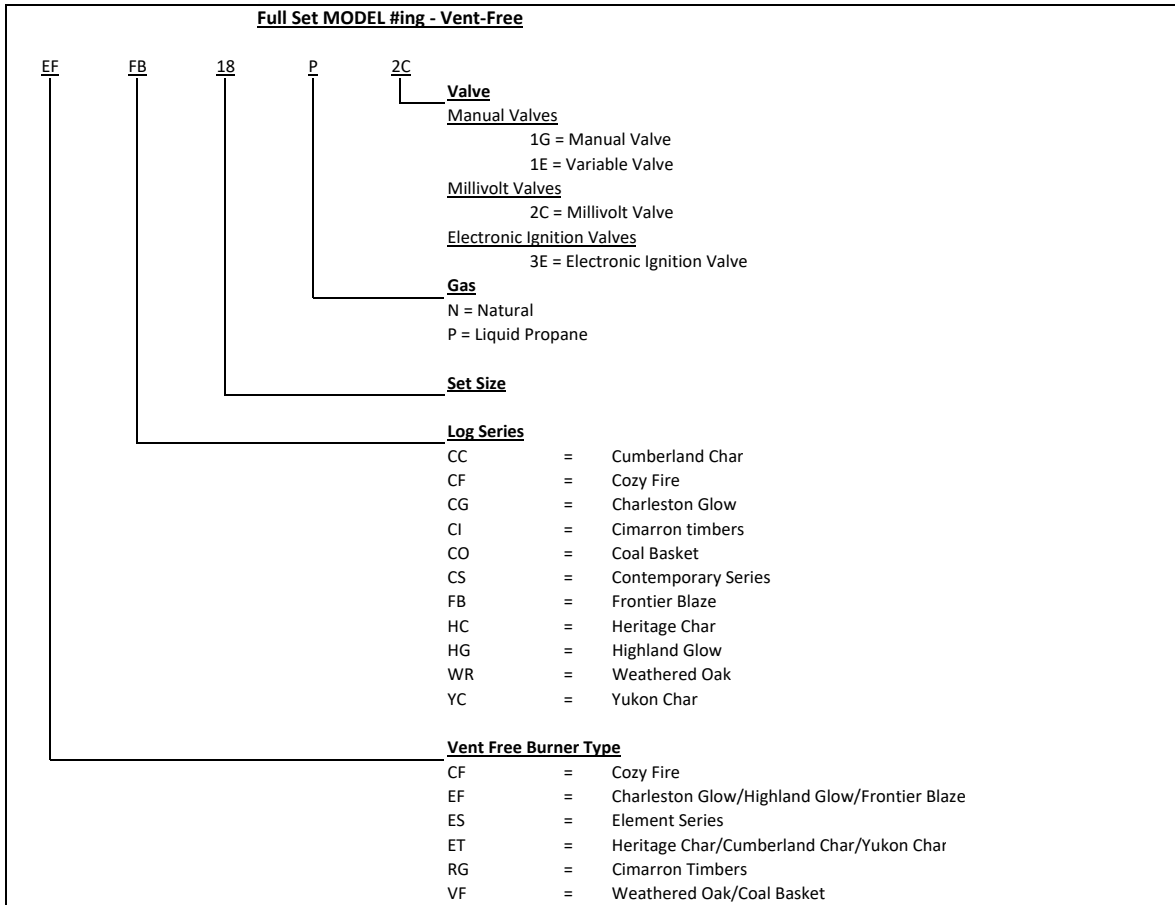 Full Set MODEL #ing - Vent-Free
EF FB 18 P 2C
Valve
Manual Valves
1G = Manual Valve
1E = Variable Valve
Millivolt Valves
2C = Millivolt Valve
Electronic Ignition Valves
3E = Electronic Ignition Valve
Gas
N = Natural
P = Liquid Propane
Set Size
Log Series
CC = Cumberland Char
CF = Cozy Fire
CG = Charleston Glow
CI = Cimarron timbers
CO = Coal Basket
CS = Contemporary Series
FB = Frontier Blaze
HC = Heritage Char
HG = Highland Glow
WR = Weathered Oak
YC = Yukon Char
Vent Free Burner Type
CF = Cozy Fire
EF = Charleston Glow/Highland Glow/Frontier Blaze
ES = Element Series
ET = Heritage Char/Cumberland Char/Yukon Char
RG = Cimarron Timbers
VF = Weathered Oak/Coal Basket